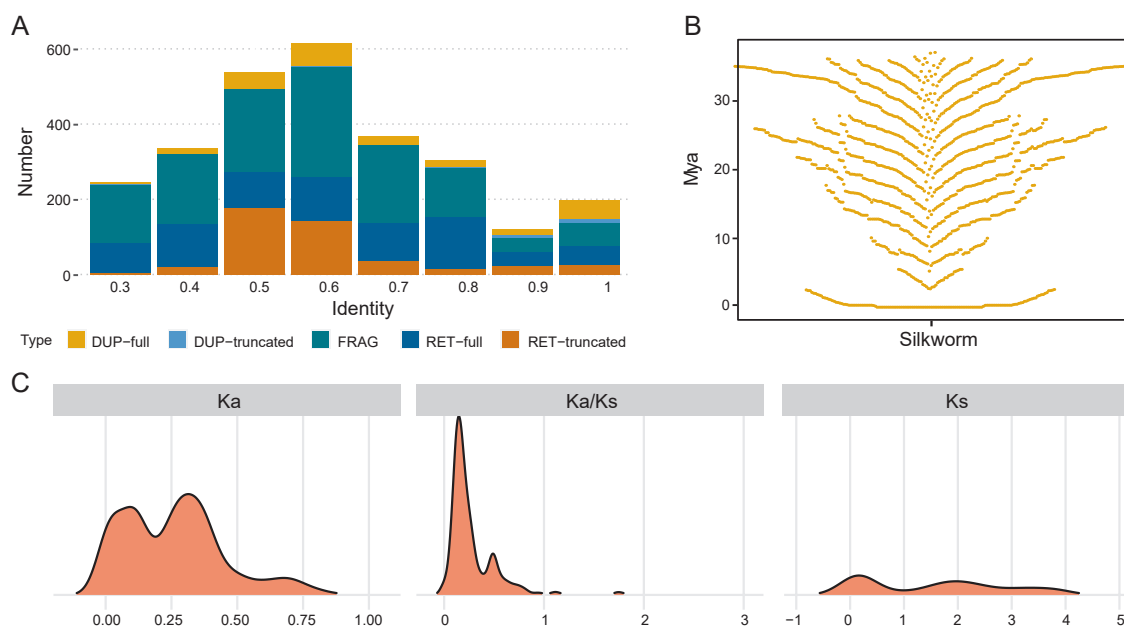 A
Number
600
400
200
0
0.3 0.4 0.5 0.6 0.7 0.8 0.9 1
Identity
Type DUP−full DUP−truncated FRAG RET−full RET−truncated
B
Mya
30
20
10
0
Silkworm
C
Ka Ka/Ks Ks
0.00 0.25 0.50 0.75 1.00 0 1 2 3 −1 0 1 2 3 4 5